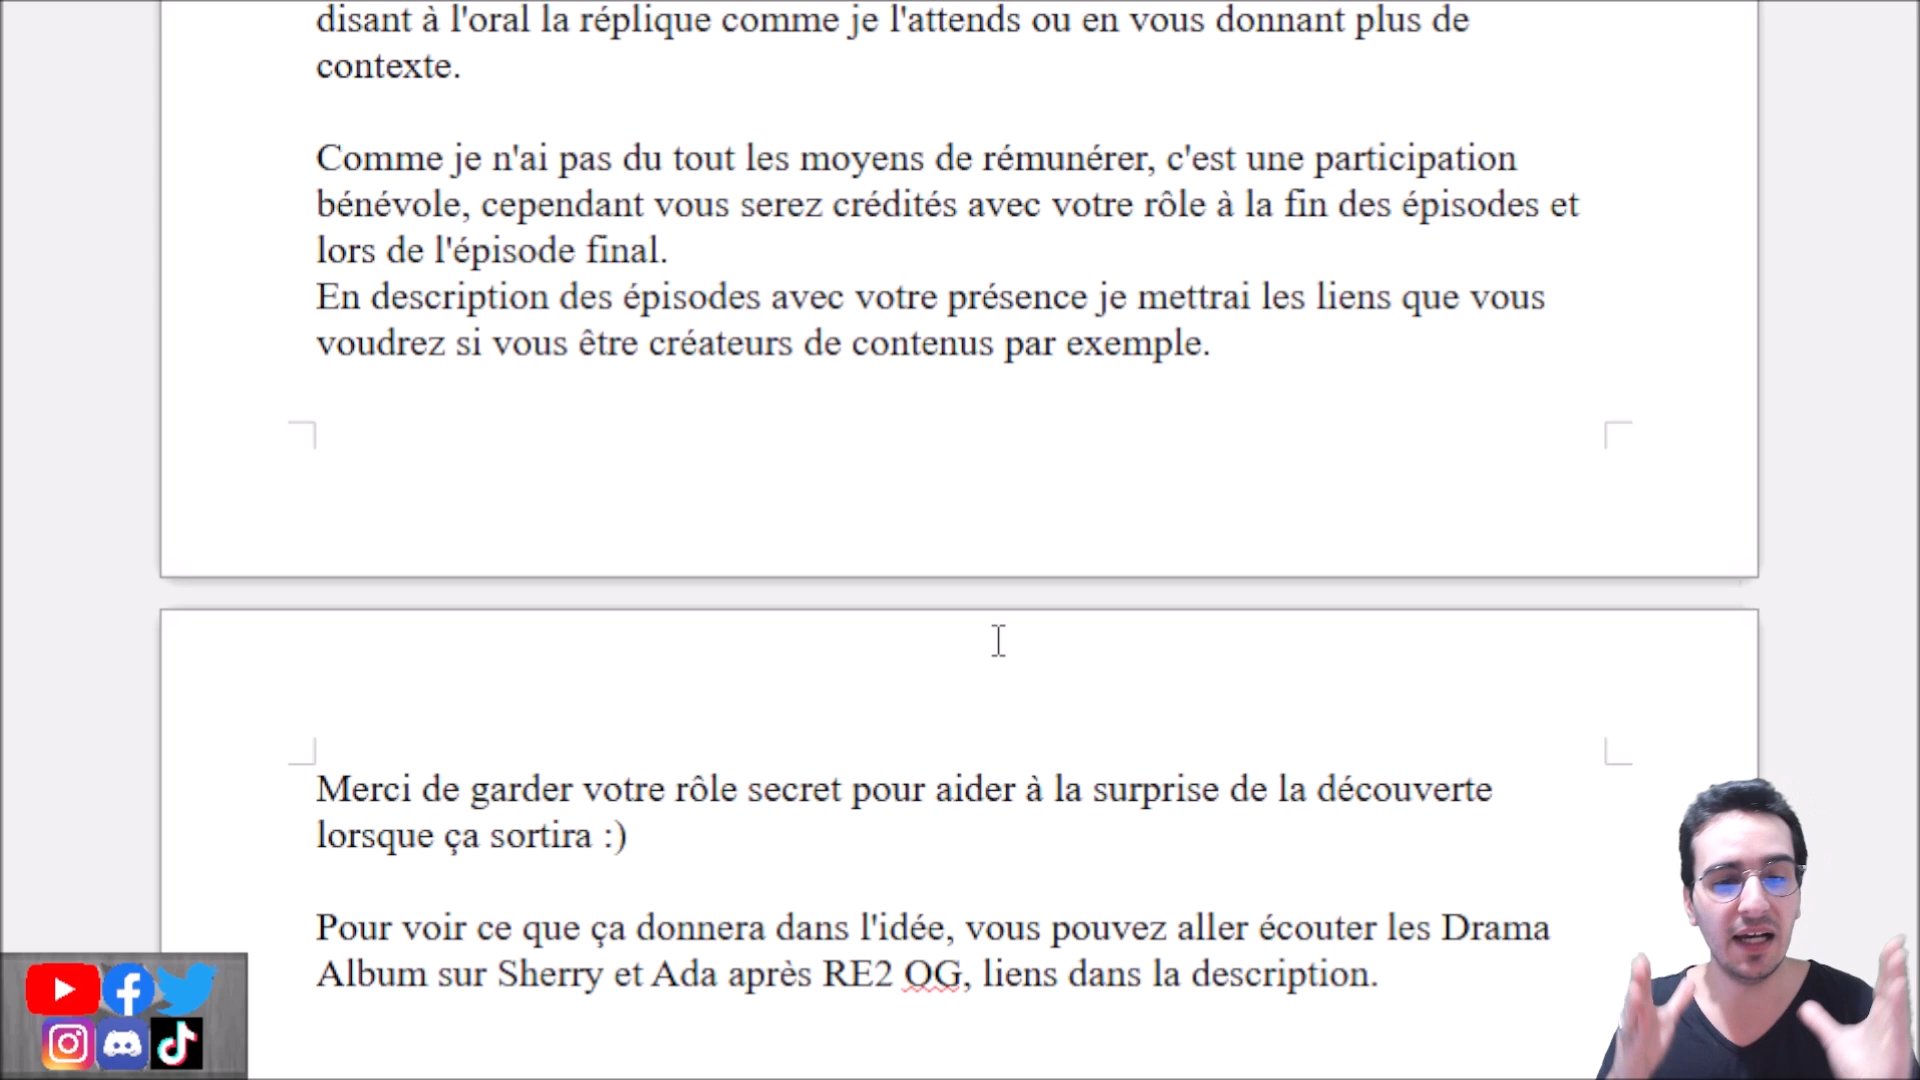 disant à l'oral la réplique comme je l'attends ou en vous donnant plus de
contexte.
Comme je n'ai pas du tout les moyens de rémunérer, c'est une participation
bénévole, cependant vous serez crédités avec votre rôle à la fin des épisodes et
lors de l'épisode final.
En description des épisodes avec votre présence je mettrai les liens que vous
voudrez si vous être créateurs de contenus par exemple.
Merci de garder votre rôle secret pour aider à la surprise de la découverte
lorsque ça sortira :)
Pour voir ce que ça donnera dans l'idée, vous pouvez aller écouter les Drama
Album sur Sherry et Ada après RE2 OG, liens dans la description.